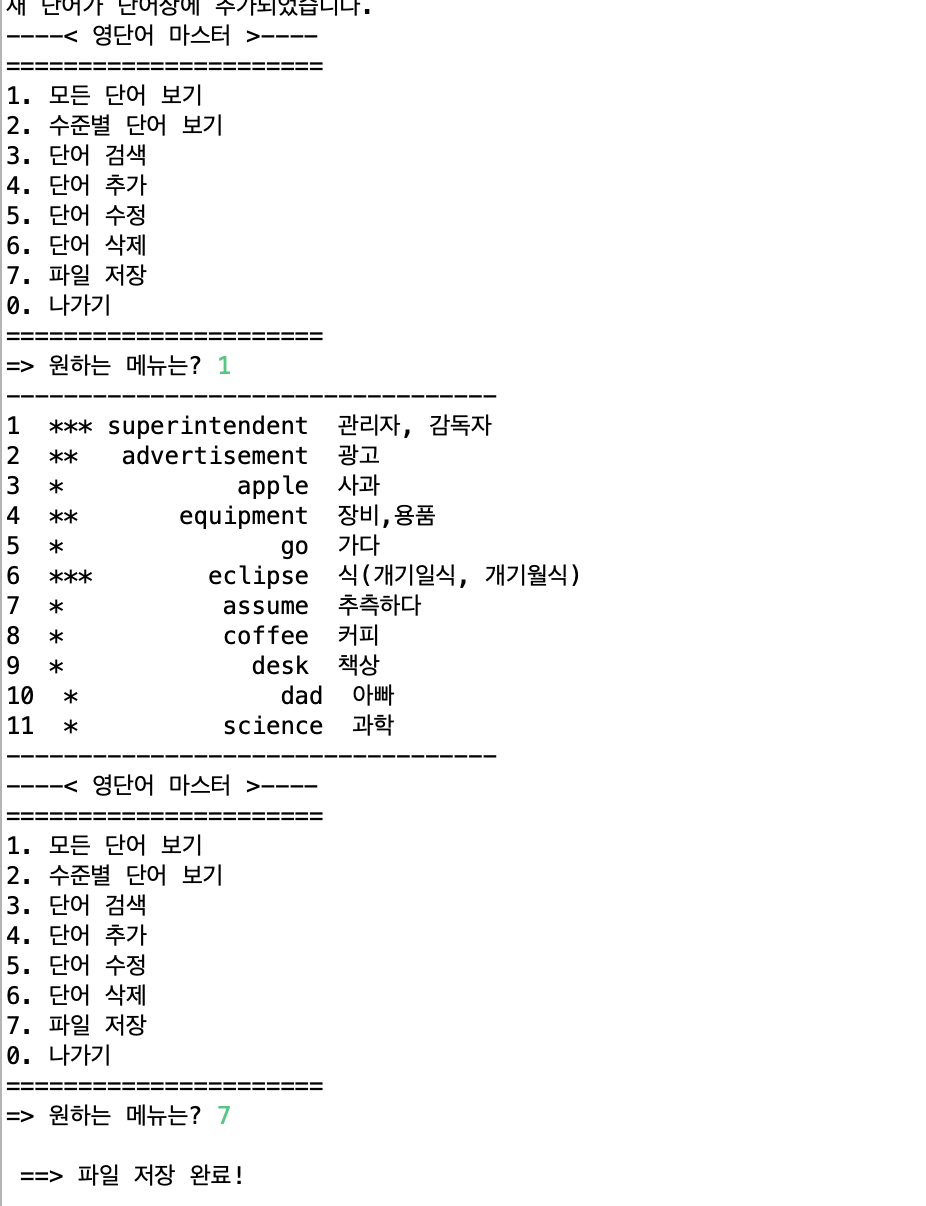 새 단어가 단어장에 추가되었습니다.
----< 영단어 마스터 >----
======================
1. 모든 단어 보기
2. 수준별 단어 보기
3. 단어 검색
4. 단어 추가
5. 단어 수정
6. 단어 삭제
7. 파일 저장
0. 나가기
======================
=> 원하는 메뉴는? 1
----------------------------------
1  *** superintendent  관리자, 감독자
2  **   advertisement  광고
3  *            apple  사과
4  **       equipment  장비,용품
5  *               go  가다
6  ***        eclipse  식(개기일식, 개기월식)
7  *           assume  추측하다
8  *           coffee  커피
9  *             desk  책상
10  *              dad  아빠
11  *          science  과학
----------------------------------
----< 영단어 마스터 >----
======================
1. 모든 단어 보기
2. 수준별 단어 보기
3. 단어 검색
4. 단어 추가
5. 단어 수정
6. 단어 삭제
7. 파일 저장
0. 나가기
======================
=> 원하는 메뉴는? 7
 ==> 파일 저장 완료!